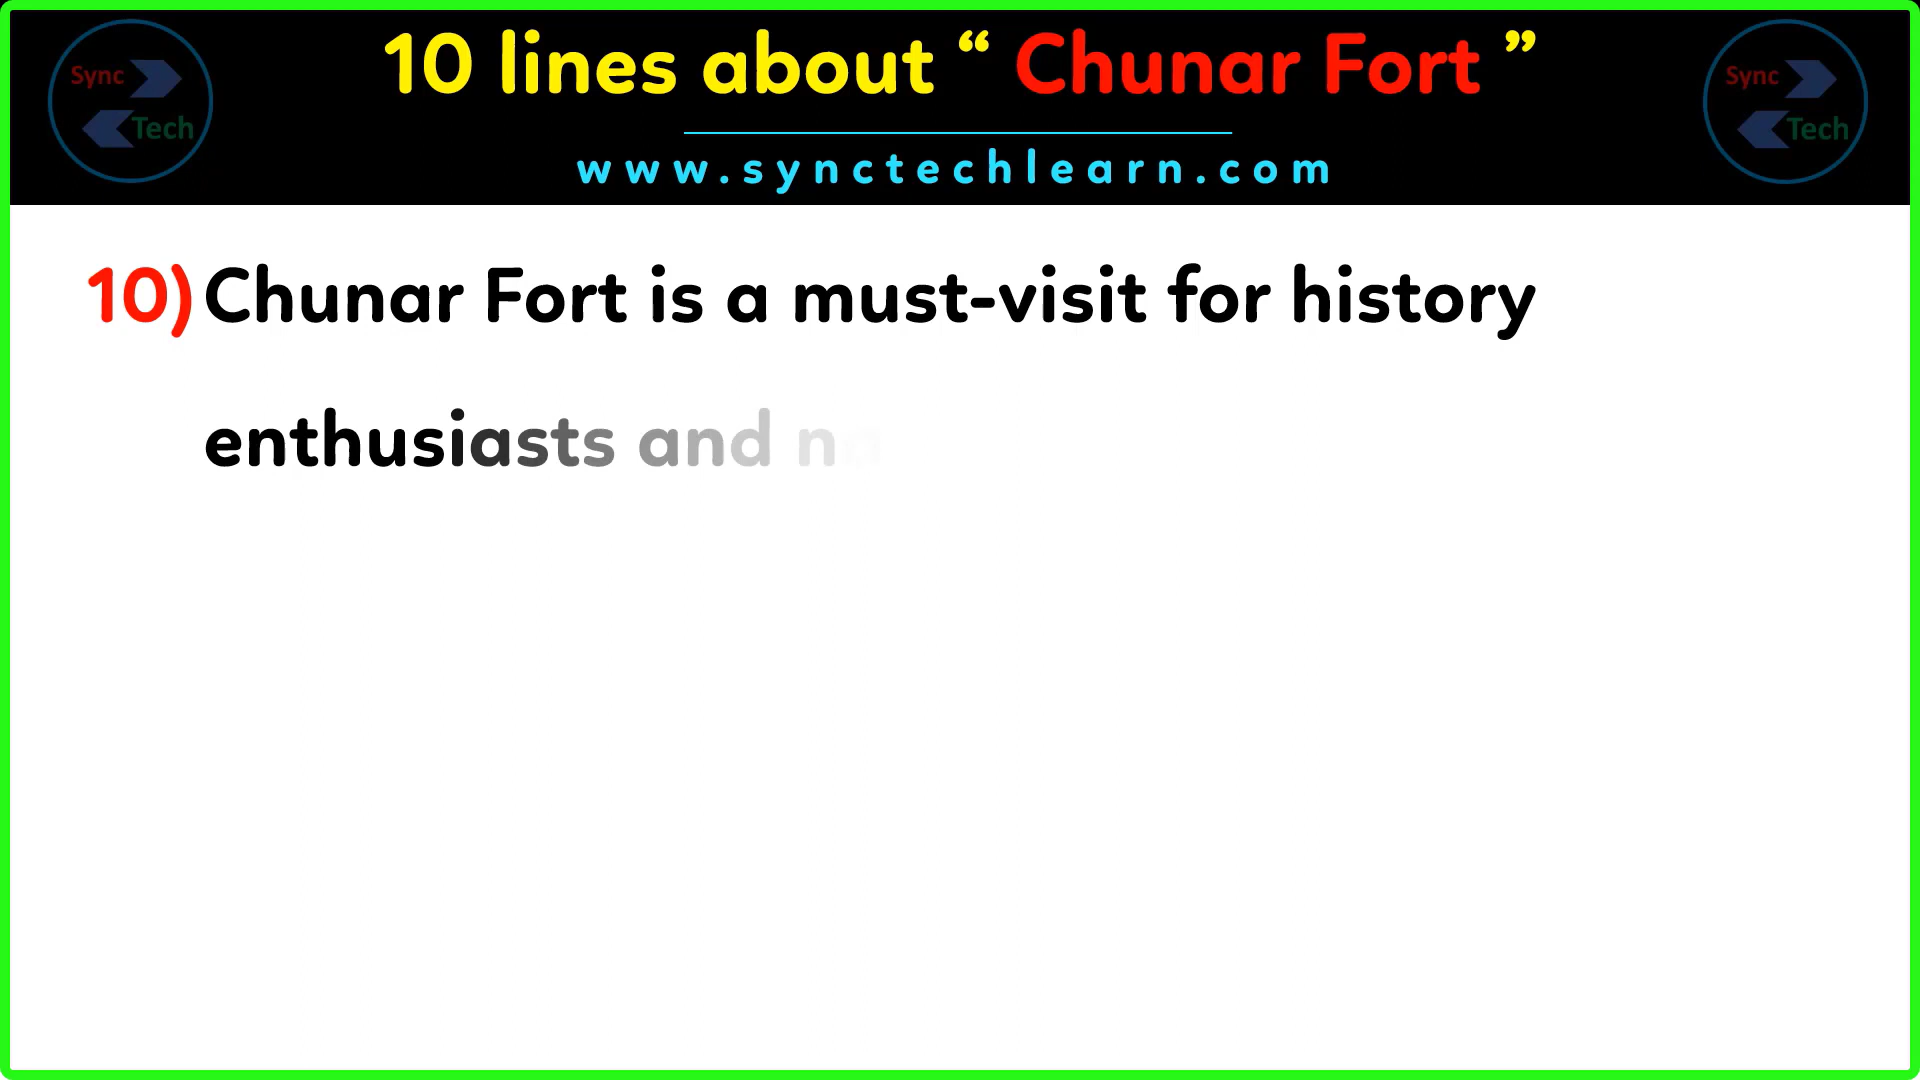 10 lines about “ Chunar Fort ”
Sync
Tech
Sync
Tech
www.synctechlearn.com
10) Chunar Fort is a must-visit for history
enthusiasts and